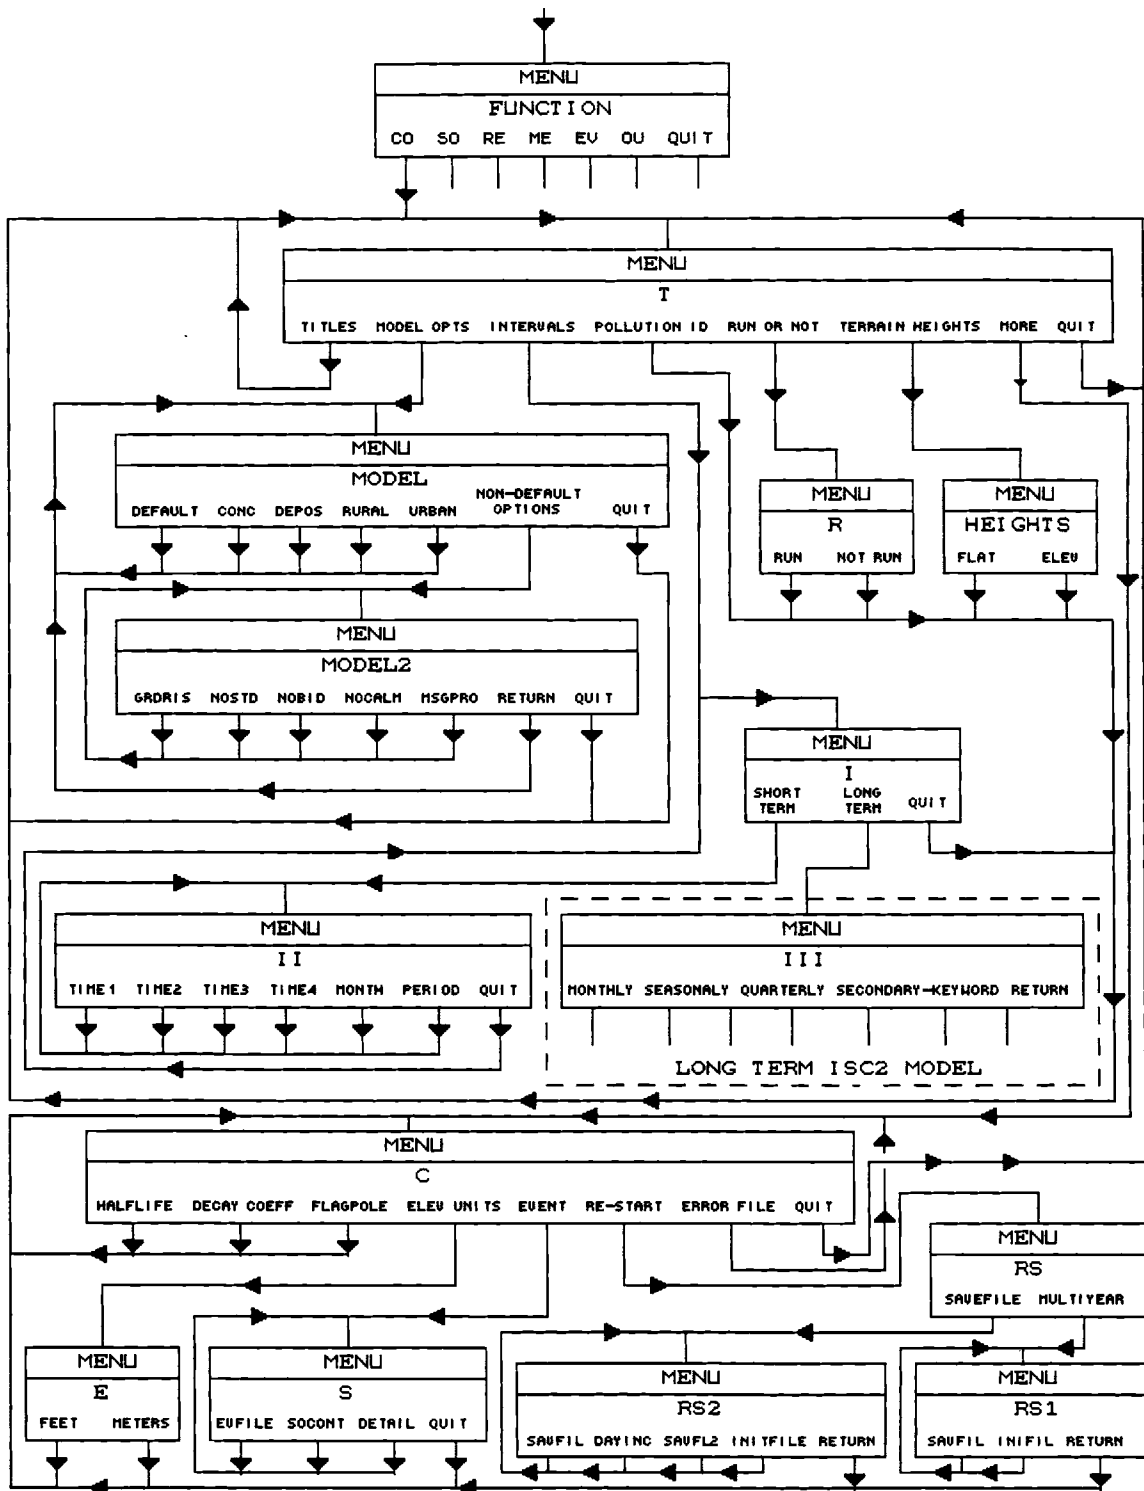 MENU
FUNCTION
CO SO RE ME EV OU QUIT
MENU
T
TITLES MODEL OPTS INTERVALS POLLUTION ID RUN OR NOT TERRAIN HEIGHTS MORE QUIT
MENU
MODEL
DEFAULT CONC DEPOS RURAL URBAN NON-DEFAULT OPTIONS QUIT
MENU
R
RUN NOT RUN
MENU
HEIGHTS
FLAT ELEV
MENU
MODEL2
GRDRIS NOSTD NOBID NOCALM MSGPRO RETURN QUIT
MENU
I
SHORT TERM LONG TERM QUIT
MENU
II
TIME1 TIME2 TIME3 TIME4 MONTH PERIOD QUIT
MENU
III
MONTHLY SEASONALY QUARTERLY SECONDARY-KEYWORD RETURN
LONG TERM ISC2 MODEL
MENU
C
HALFLIFE DECAY COEFF FLAGPOLE ELEV UNITS EVENT RE-START ERROR FILE QUIT
MENU
RS
SAVEFILE MULTIYEAR
MENU
E
FEET METERS
MENU
S
EVFILE SOCONT DETAIL QUIT
MENU
RS2
SAVFIL DAYINC SAVFL2 INITFILE RETURN
MENU
RS1
SAVFIL INIFIL RETURN